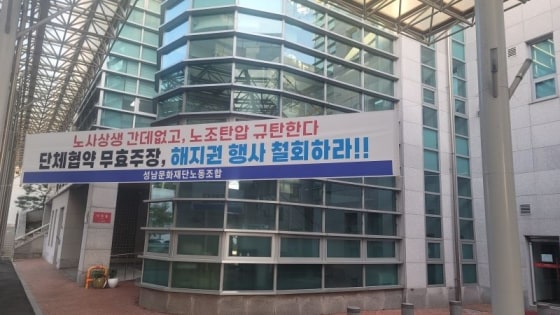 노사상생 간데없고, 노조탄압 규탄한다
단체협약 무효주장, 해지권 행사 철회하라!!
성남문화재단노동조합